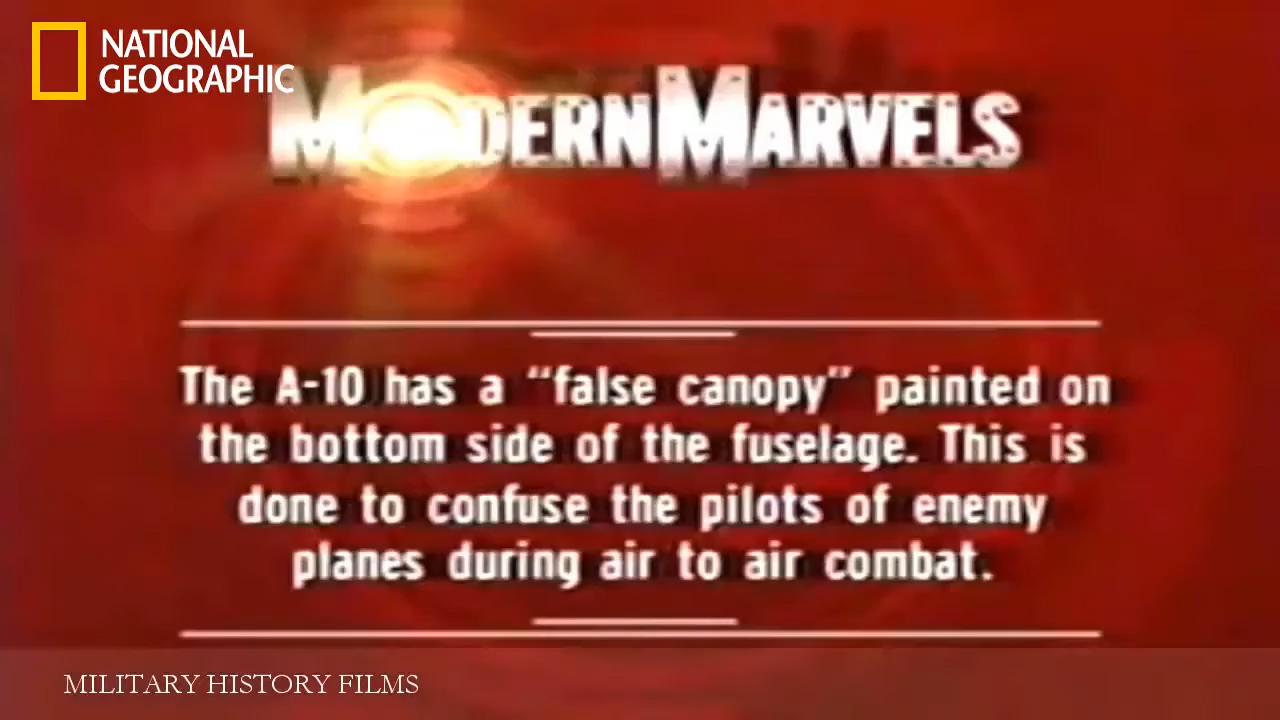 NATIONAL
GEOGRAPHIC
MODERN MARVELS
The A-10 has a “false canopy” painted on
the bottom side of the fuselage. This is
done to confuse the pilots of enemy
planes during air to air combat.
MILITARY HISTORY FILMS